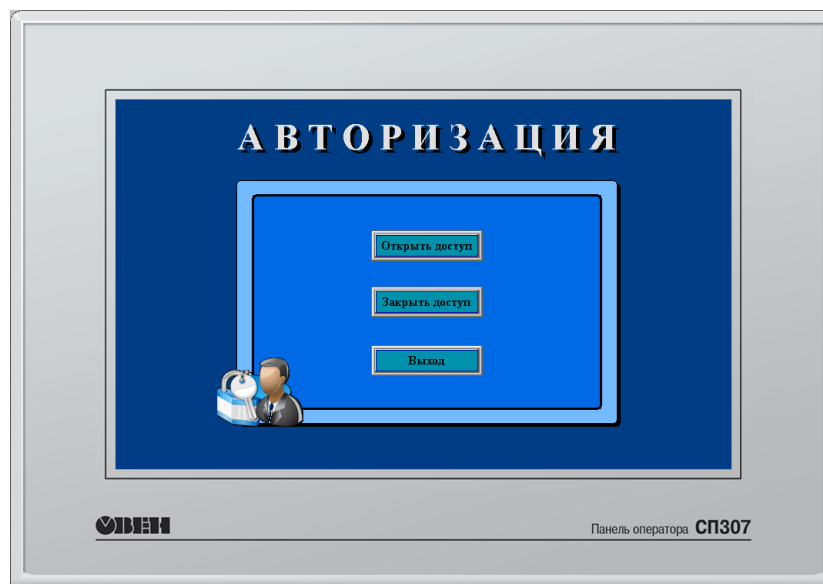 АВТОРИЗАЦИЯ
Открыть доступ
Закрыть доступ
Выход
ОВЕН
Панель оператора СП307